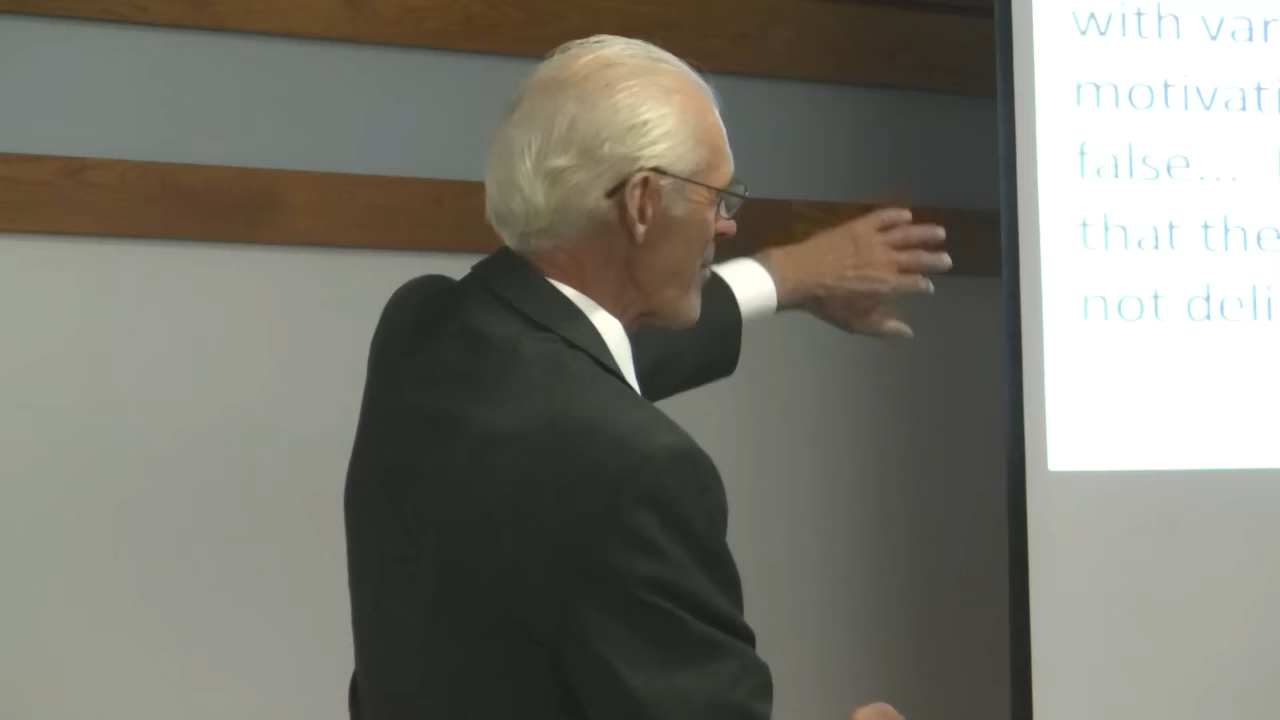 with var
motivati
false...
that the
not deli